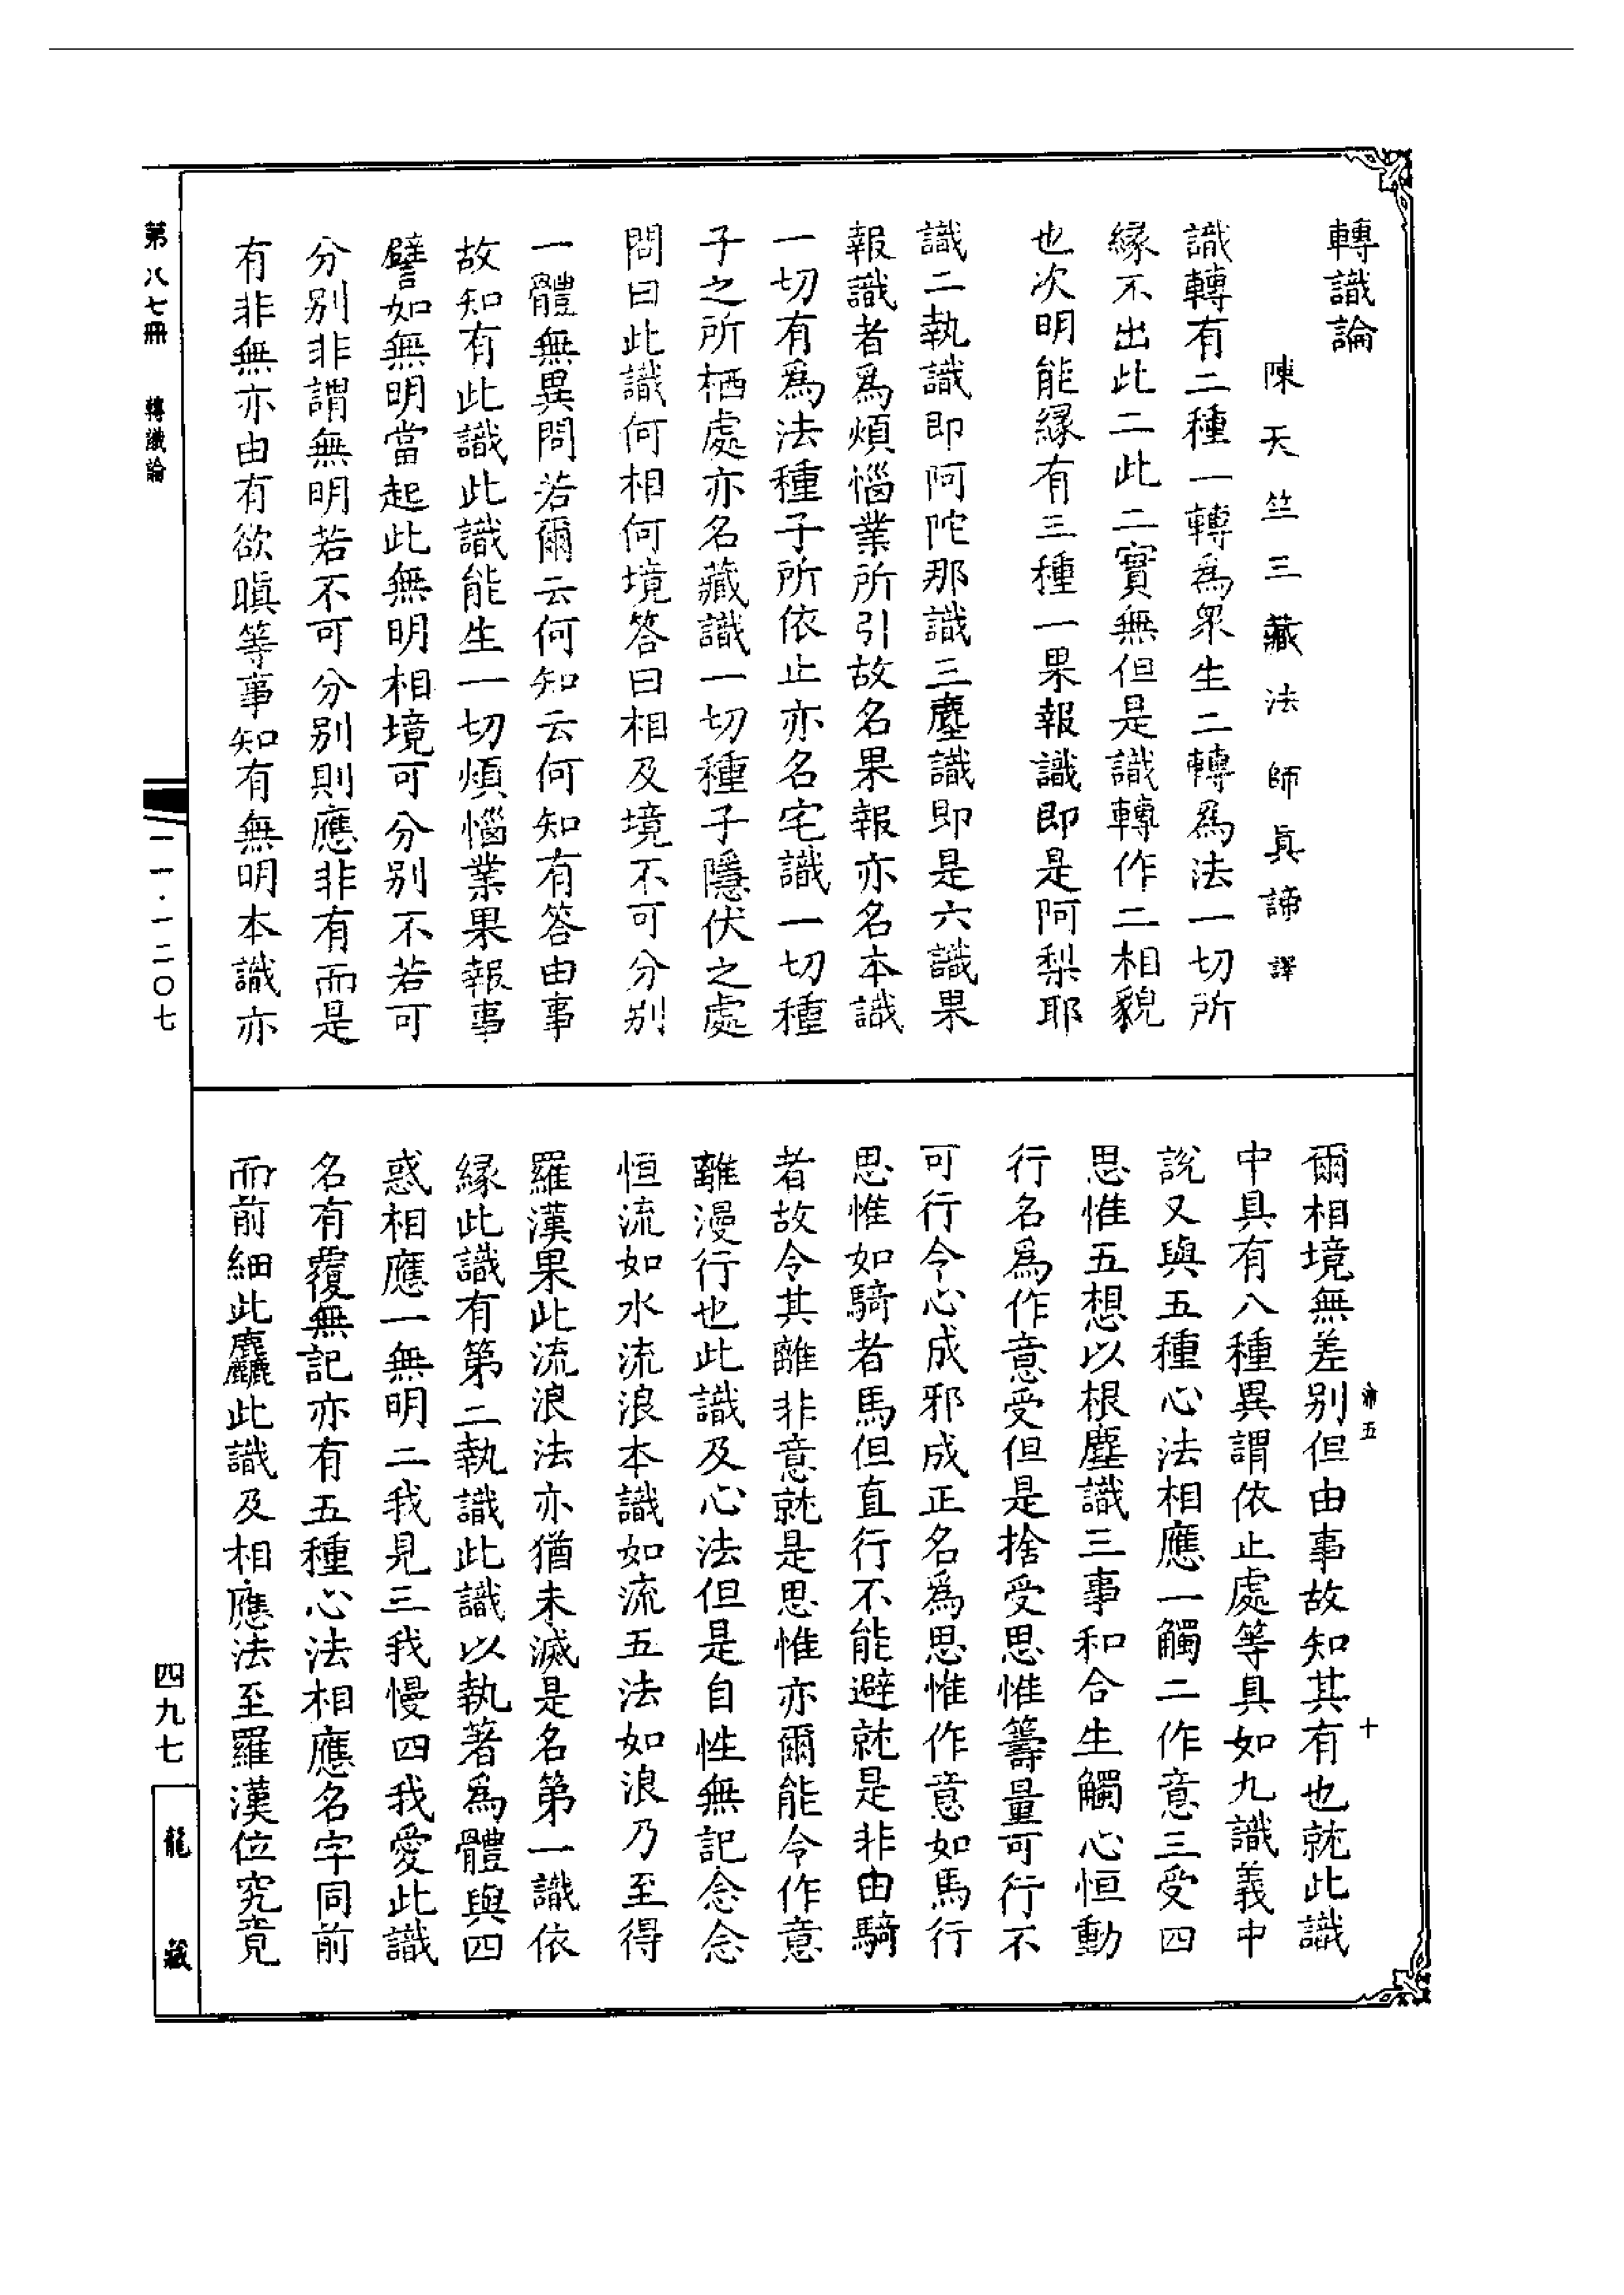 轉識論
陳天竺三藏法師眞諦譯
識轉有二種一轉爲眾生二轉爲法一切所
緣不出此二此二實無但是識轉作二相貌
也次明能緣有三種一果報識即是阿梨耶
識二執識即阿陀那識三塵識即是六識果
報識者爲煩惱業所引故名果報亦名本識
一切有爲法種子所依止亦名宅識一切種
子之所栖處亦名藏識一切種子隱伏之處
問曰此識何相何境答曰相及境不可分別
一體無異問若爾云何知云何知有答由事
故知有此識此識能生一切煩惱業果報事
譬如無明當起此無明相境可分別不若可
分別非謂無明若不可分別則應非有而是
有非無亦由有欲瞋等事知有無明本識亦
爾相境無差別但由事故知其有也就此識
中具有八種異謂依止處等具如九識義中
說又與五種心法相應一觸二作意三受四
思惟五想以根塵識三事和合生觸心恒動
行名爲作意受但是捨受思惟籌量可行不
可行令心成邪成正名爲思惟作意如馬行
思惟如騎者馬但直行不能避就是非由騎
者故令其離非意就是思惟亦爾能令作意
離漫行也此識及心法但是自性無記念念
恒流如水流浪本識如流五法如浪乃至得
羅漢果此流浪法亦猶未滅是名第一識依
緣此識有第二執識此識以執著爲體與四
惑相應一無明二我見三我慢四我愛此識
名有覆無記亦有五種心法相應名字同前
而前細此麤此識及相應法至羅漢位究竟
五
十
第八七冊
轉識論
一一·一二〇七
四九七
龍藏